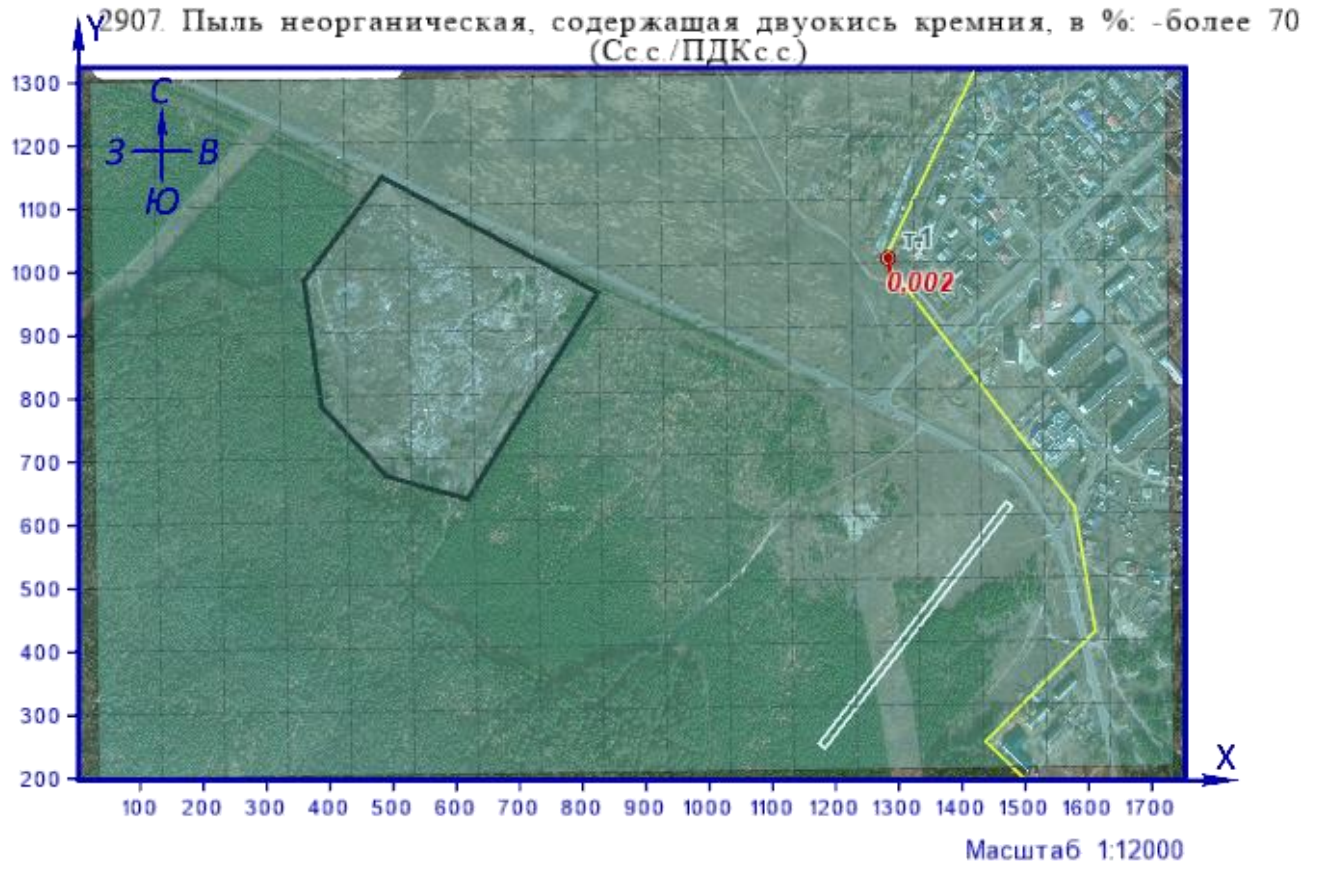 2907. Пыль неорганическая, содержащая двуокись кремния, в %: -более 70
(Сс.с./ПДКс.с.)
Y
1300
С
1200
З В
Ю
1100
т.1
1000
0,002
900
800
700
600
500
400
300
X
200
100 200 300 400 500 600 700 800 900 1000 1100 1200 1300 1400 1500 1600 1700
Масштаб 1:12000